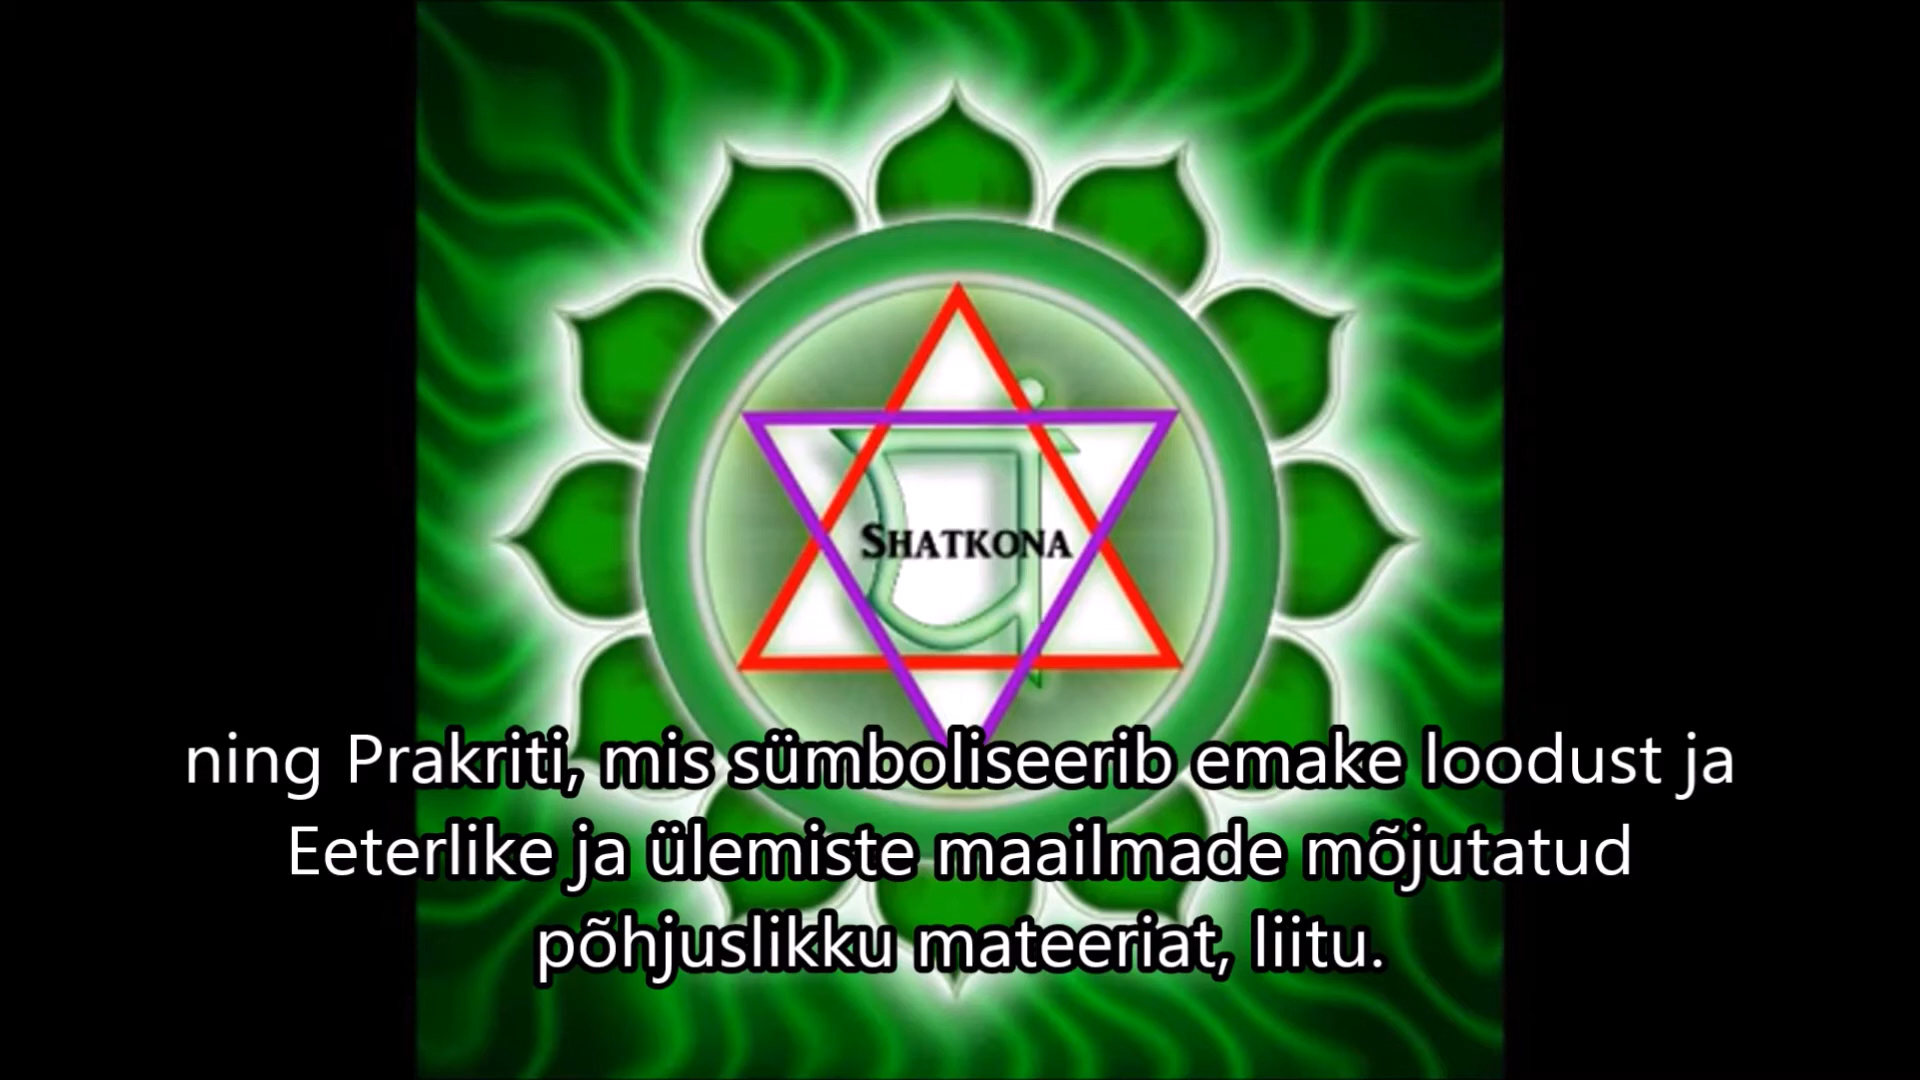 यं
SHATKONA
ning Prakriti, mis sümboliseerib emake loodust ja
Eeterlike ja ülemiste maailmade mõjutatud
põhjuslikku mateeriat, liitu.